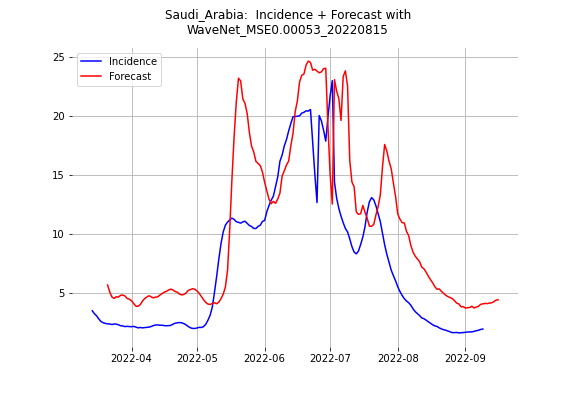 Saudi_Arabia:  Incidence + Forecast with
WaveNet_MSE0.00053_20220815
Incidence
Forecast
25
20
15
10
5
2022-04 2022-05 2022-06 2022-07 2022-08 2022-09